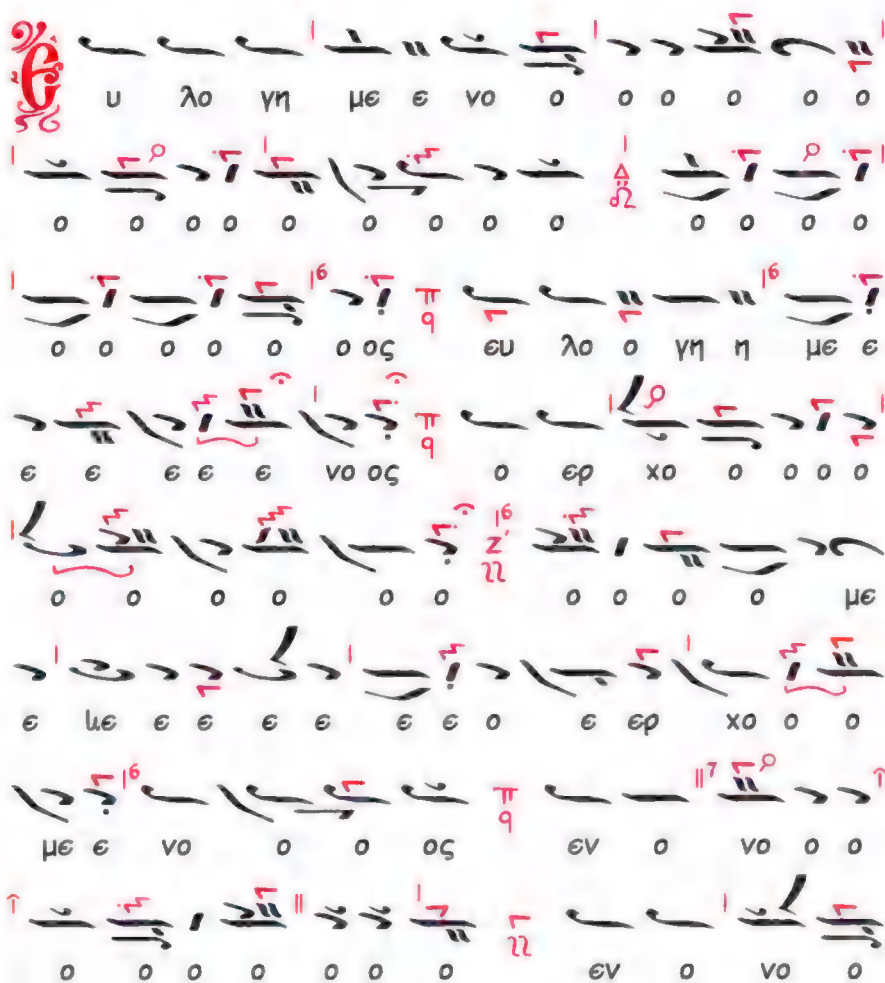 Ε υ λο γη με ε νο ο ο ο ο ο ο
ο ο ο ο ο ο ο ο ο ο ο ο ο
ο ο ο ο ο ο ος ευ λο ο γη η με ε
ε ε ε ε ε νο ος ο ερ χο ο ο ο ο
ο ο ο ο ο ο ο ο ο ο με
ε με ε ε ε ε ε ε ο ε ερ χο ο ο
με ε νο ο ο ος εν ο νο ο ο
ο ο ο ο ο ο ο εν ο νο ο